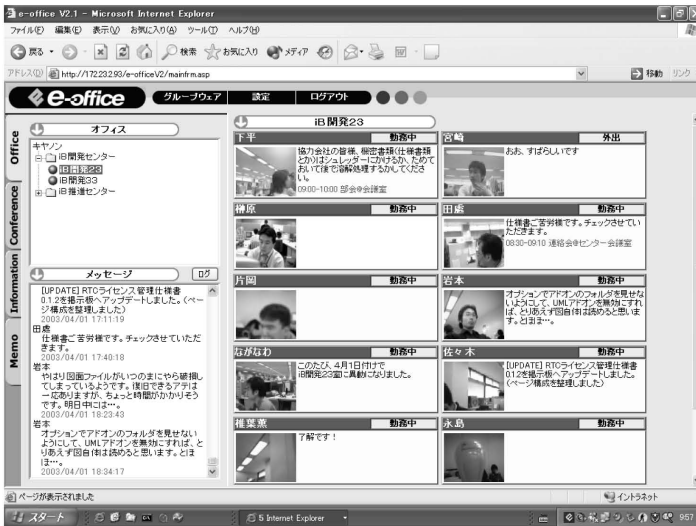 e-office V2.1 - Microsoft Internet Explorer
ファイル(F) 編集(E) 表示(V) お気に入り(A) ツール(T) ヘルプ(H)
戻る 検索 お気に入り メディア
アドレス(D) http://172.23.2.93/e-officeV2/mainfrm.asp 移動 リンク
e-office グループウェア 設定 ログアウト
Office
Conference
Information
Memo
オフィス
キヤノン
iB開発センター
iB開発23
iB開発33
iB推進センター
メッセージ ログ
[UPDATE] RTCライセンス管理仕様書
0.1.2を掲示板へアップデートしました。(ペー
ジ構成を整理しました)
2003/04/01 17:11:19
田處
仕様書ご苦労様です。チェックさせていただ
きます。
2003/04/01 17:40:18
岩本
やはり図面ファイルがいつのまにやら破損し
てしまっているようです。復旧できるアテは
一応ありますが、ちょっと時間がかかりそう
です。明日中には…。
2003/04/01 18:23:43
岩本
オプションでアドオンのフォルダを見せない
ようにして、UMLアドオンを無効にすれば、と
りあえず図自体は読めると思います。とほ
ほ…。
2003/04/01 18:34:17
iB開発23
下平 勤務中
協力会社の皆様、機密書類(仕様書類
とか)はシュレッダーにかけるか、ためて
おいて後で溶解処理するかしてくださ
い。
09:00-10:00 部会@会議室
宮崎 外出
おお、すばらしいです
榊原 勤務中
田處 勤務中
仕様書ご苦労様です。チェックさせてい
ただきます。
08:30-09:10 連絡会@センター会議室
片岡 勤務中
岩本 勤務中
オプションでアドオンのフォルダを見せな
いようにして、UMLアドオンを無効にすれ
ば、とりあえず図自体は読めると思いま
す。とほほ…。
ながなわ 勤務中
このたび、4月1日付けで
iB開発23室に異動になりました。
佐々木 勤務中
[UPDATE] RTCライセンス管理仕様書
0.1.2を掲示板へアップデートしました。
(ページ構成を整理しました)
椎葉薫 勤務中
了解です！
永島 勤務中
ページが表示されました イントラネット
スタート 5 Internet Explorer 9:57